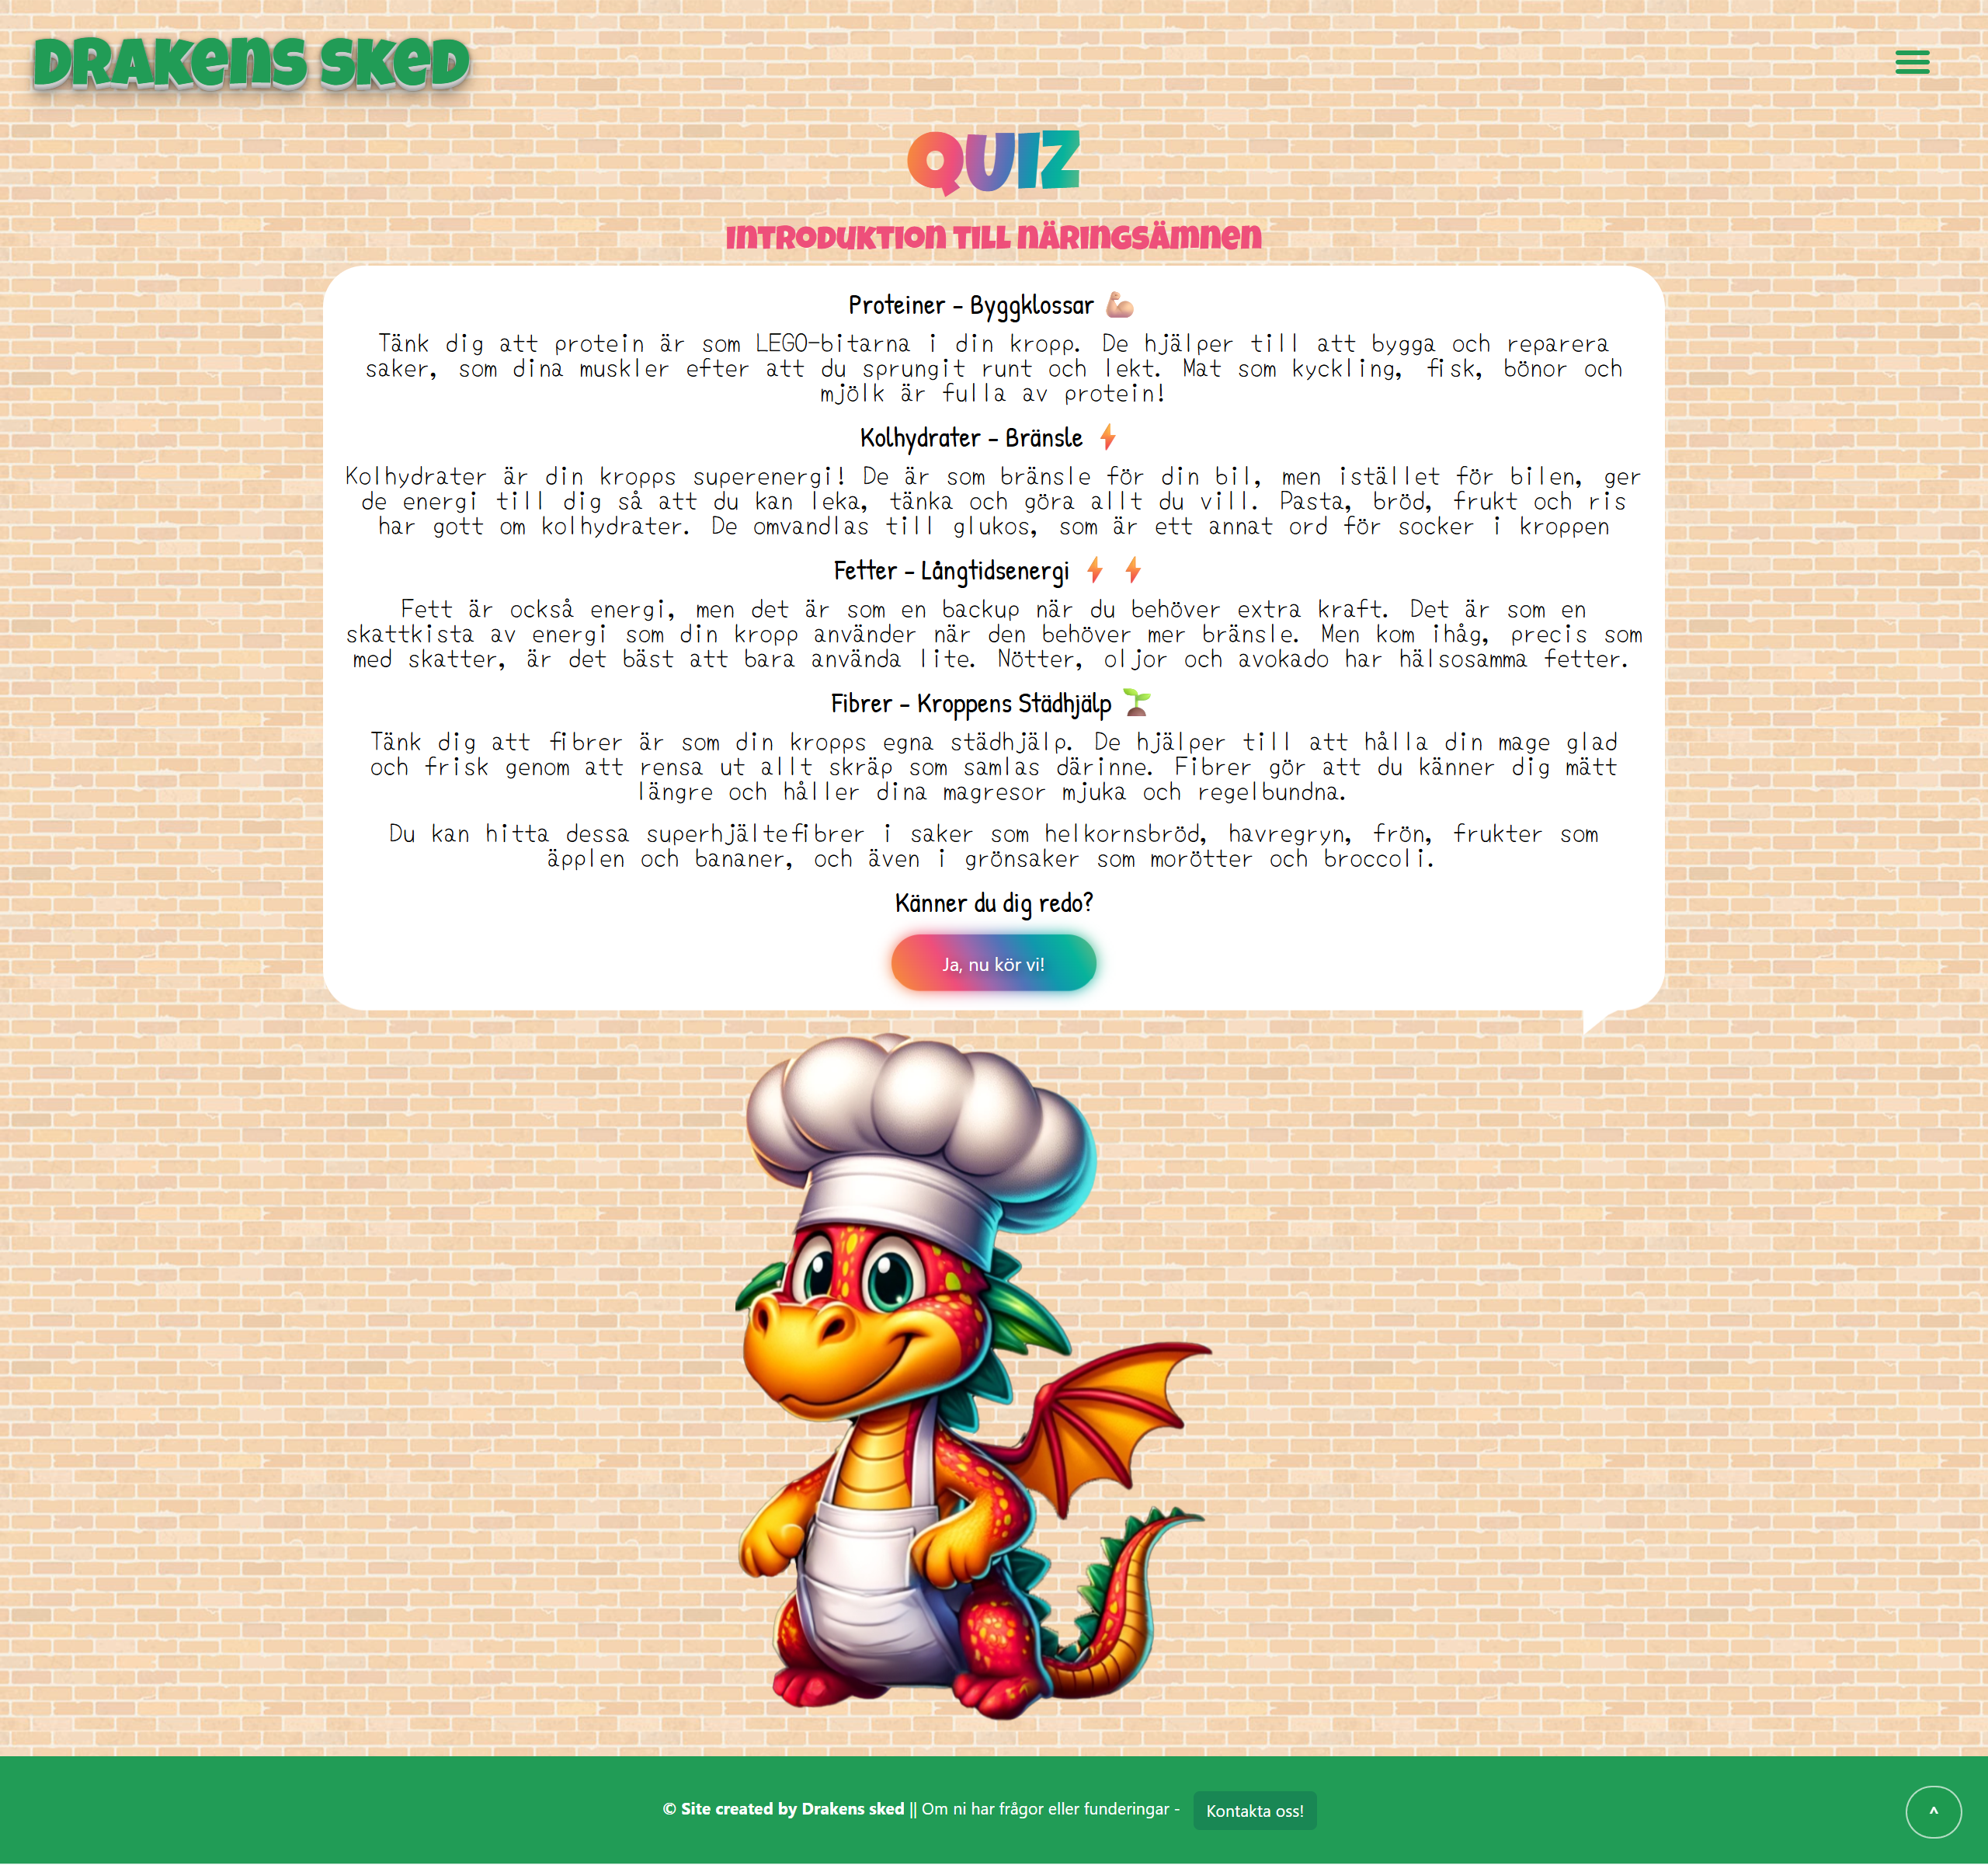 Drakens sked
QUIZ
Introduktion till näringsämnen
Proteiner - Byggklossar 💪🏼
Tänk dig att protein är som LEGO-bitarna i din kropp. De hjälper till att bygga och reparera
saker, som dina muskler efter att du sprungit runt och lekt. Mat som kyckling, fisk, bönor och
mjölk är fulla av protein!
Kolhydrater - Bränsle ⚡
Kolhydrater är din kropps superenergi! De är som bränsle för din bil, men istället för bilen, ger
de energi till dig så att du kan leka, tänka och göra allt du vill. Pasta, bröd, frukt och ris
har gott om kolhydrater. De omvandlas till glukos, som är ett annat ord för socker i kroppen
Fetter - Långtidsenergi ⚡ ⚡
Fett är också energi, men det är som en backup när du behöver extra kraft. Det är som en
skattkista av energi som din kropp använder när den behöver mer bränsle. Men kom ihåg, precis som
med skatter, är det bäst att bara använda lite. Nötter, oljor och avokado har hälsosamma fetter.
Fibrer - Kroppens Städhjälp 🌱
Tänk dig att fibrer är som din kropps egna städhjälp. De hjälper till att hålla din mage glad
och frisk genom att rensa ut allt skräp som samlas därinne. Fibrer gör att du känner dig mätt
längre och håller dina magresor mjuka och regelbundna.
Du kan hitta dessa superhjältefibrer i saker som helkornsbröd, havregryn, frön, frukter som
äpplen och bananer, och även i grönsaker som morötter och broccoli.
Känner du dig redo?
Ja, nu kör vi!
© Site created by Drakens sked || Om ni har frågor eller funderingar - Kontakta oss!
^